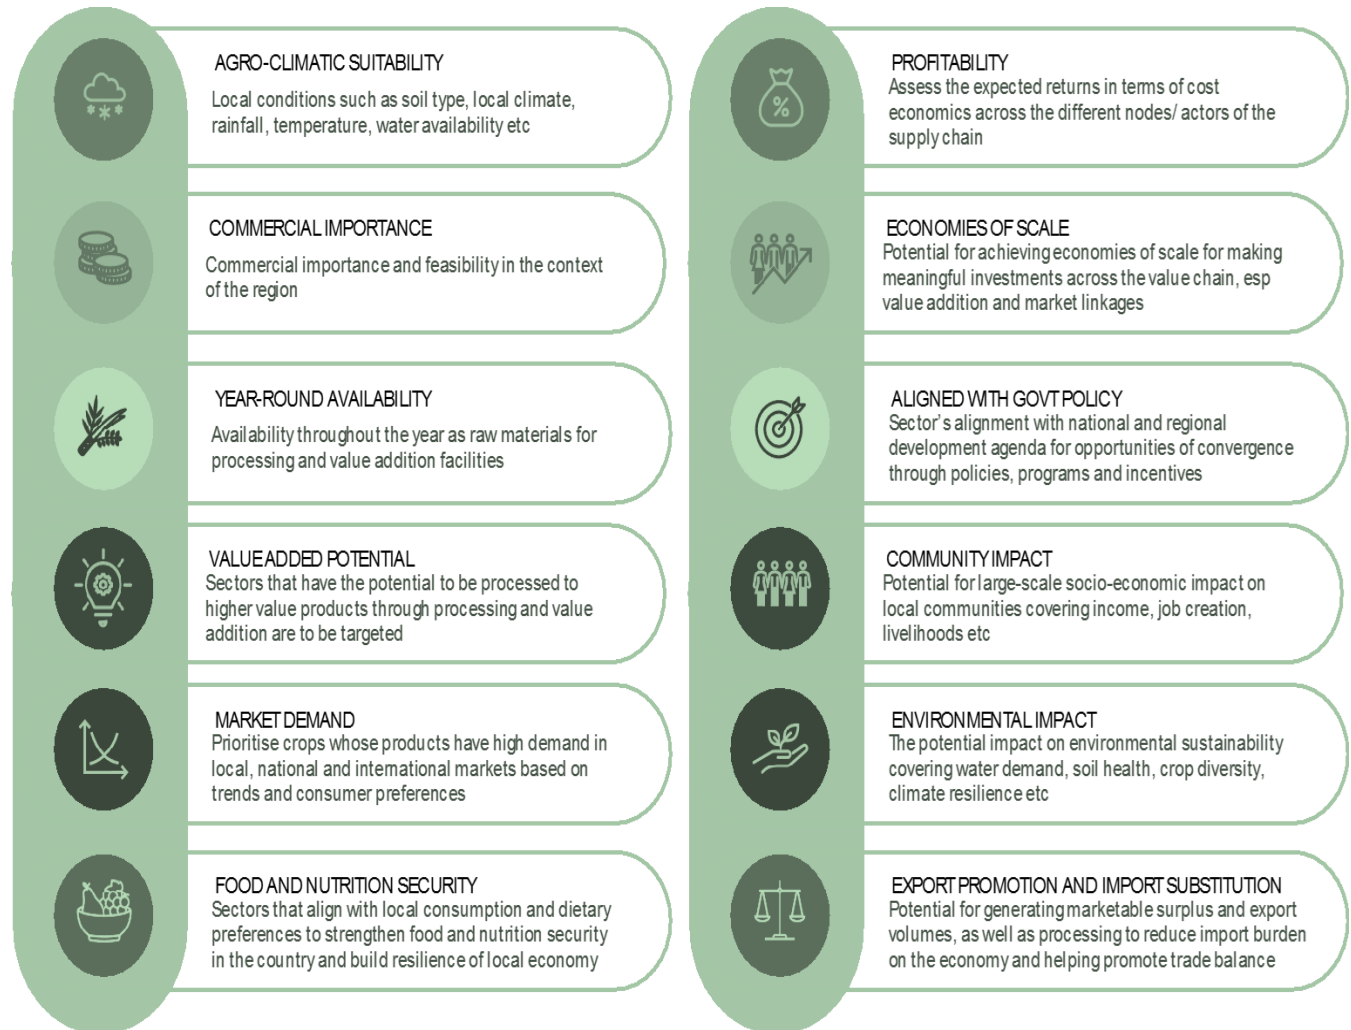 AGRO-CLIMATIC SUITABILITY
Local conditions such as soil type, local climate,
rainfall, temperature, water availability etc
COMMERCIAL IMPORTANCE
Commercial importance and feasibility in the context
of the region
YEAR-ROUND AVAILABILITY
Availability throughout the year as raw materials for
processing and value addition facilities
VALUE ADDED POTENTIAL
Sectors that have the potential to be processed to
higher value products through processing and value
addition are to be targeted
MARKET DEMAND
Prioritise crops whose products have high demand in
local, national and international markets based on
trends and consumer preferences
FOOD AND NUTRITION SECURITY
Sectors that align with local consumption and dietary
preferences to strengthen food and nutrition security
in the country and build resilience of local economy
%
PROFITABILITY
Assess the expected returns in terms of cost
economics across the different nodes/ actors of the
supply chain
ECONOMIES OF SCALE
Potential for achieving economies of scale for making
meaningful investments across the value chain, esp
value addition and market linkages
ALIGNED WITH GOVT POLICY
Sector's alignment with national and regional
development agenda for opportunities of convergence
through policies, programs and incentives
COMMUNITY IMPACT
Potential for large-scale socio-economic impact on
local communities covering income, job creation,
livelihoods etc
ENVIRONMENTAL IMPACT
The potential impact on environmental sustainability
covering water demand, soil health, crop diversity,
climate resilience etc
EXPORT PROMOTION AND IMPORT SUBSTITUTION
Potential for generating marketable surplus and export
volumes, as well as processing to reduce import burden
on the economy and helping promote trade balance